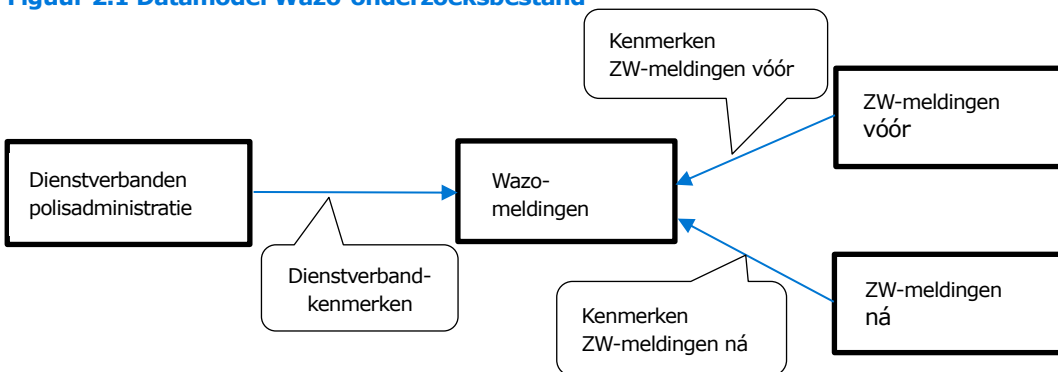 Figuur 2.1 Datamodel Wazo-onderzoeksbestand
Kenmerken
ZW-meldingen vóór
ZW-meldingen
vóór
Dienstverbanden
polisadministratie
Wazo-
meldingen
Dienstverband-
kenmerken
Kenmerken
ZW-meldingen ná
ZW-meldingen
ná